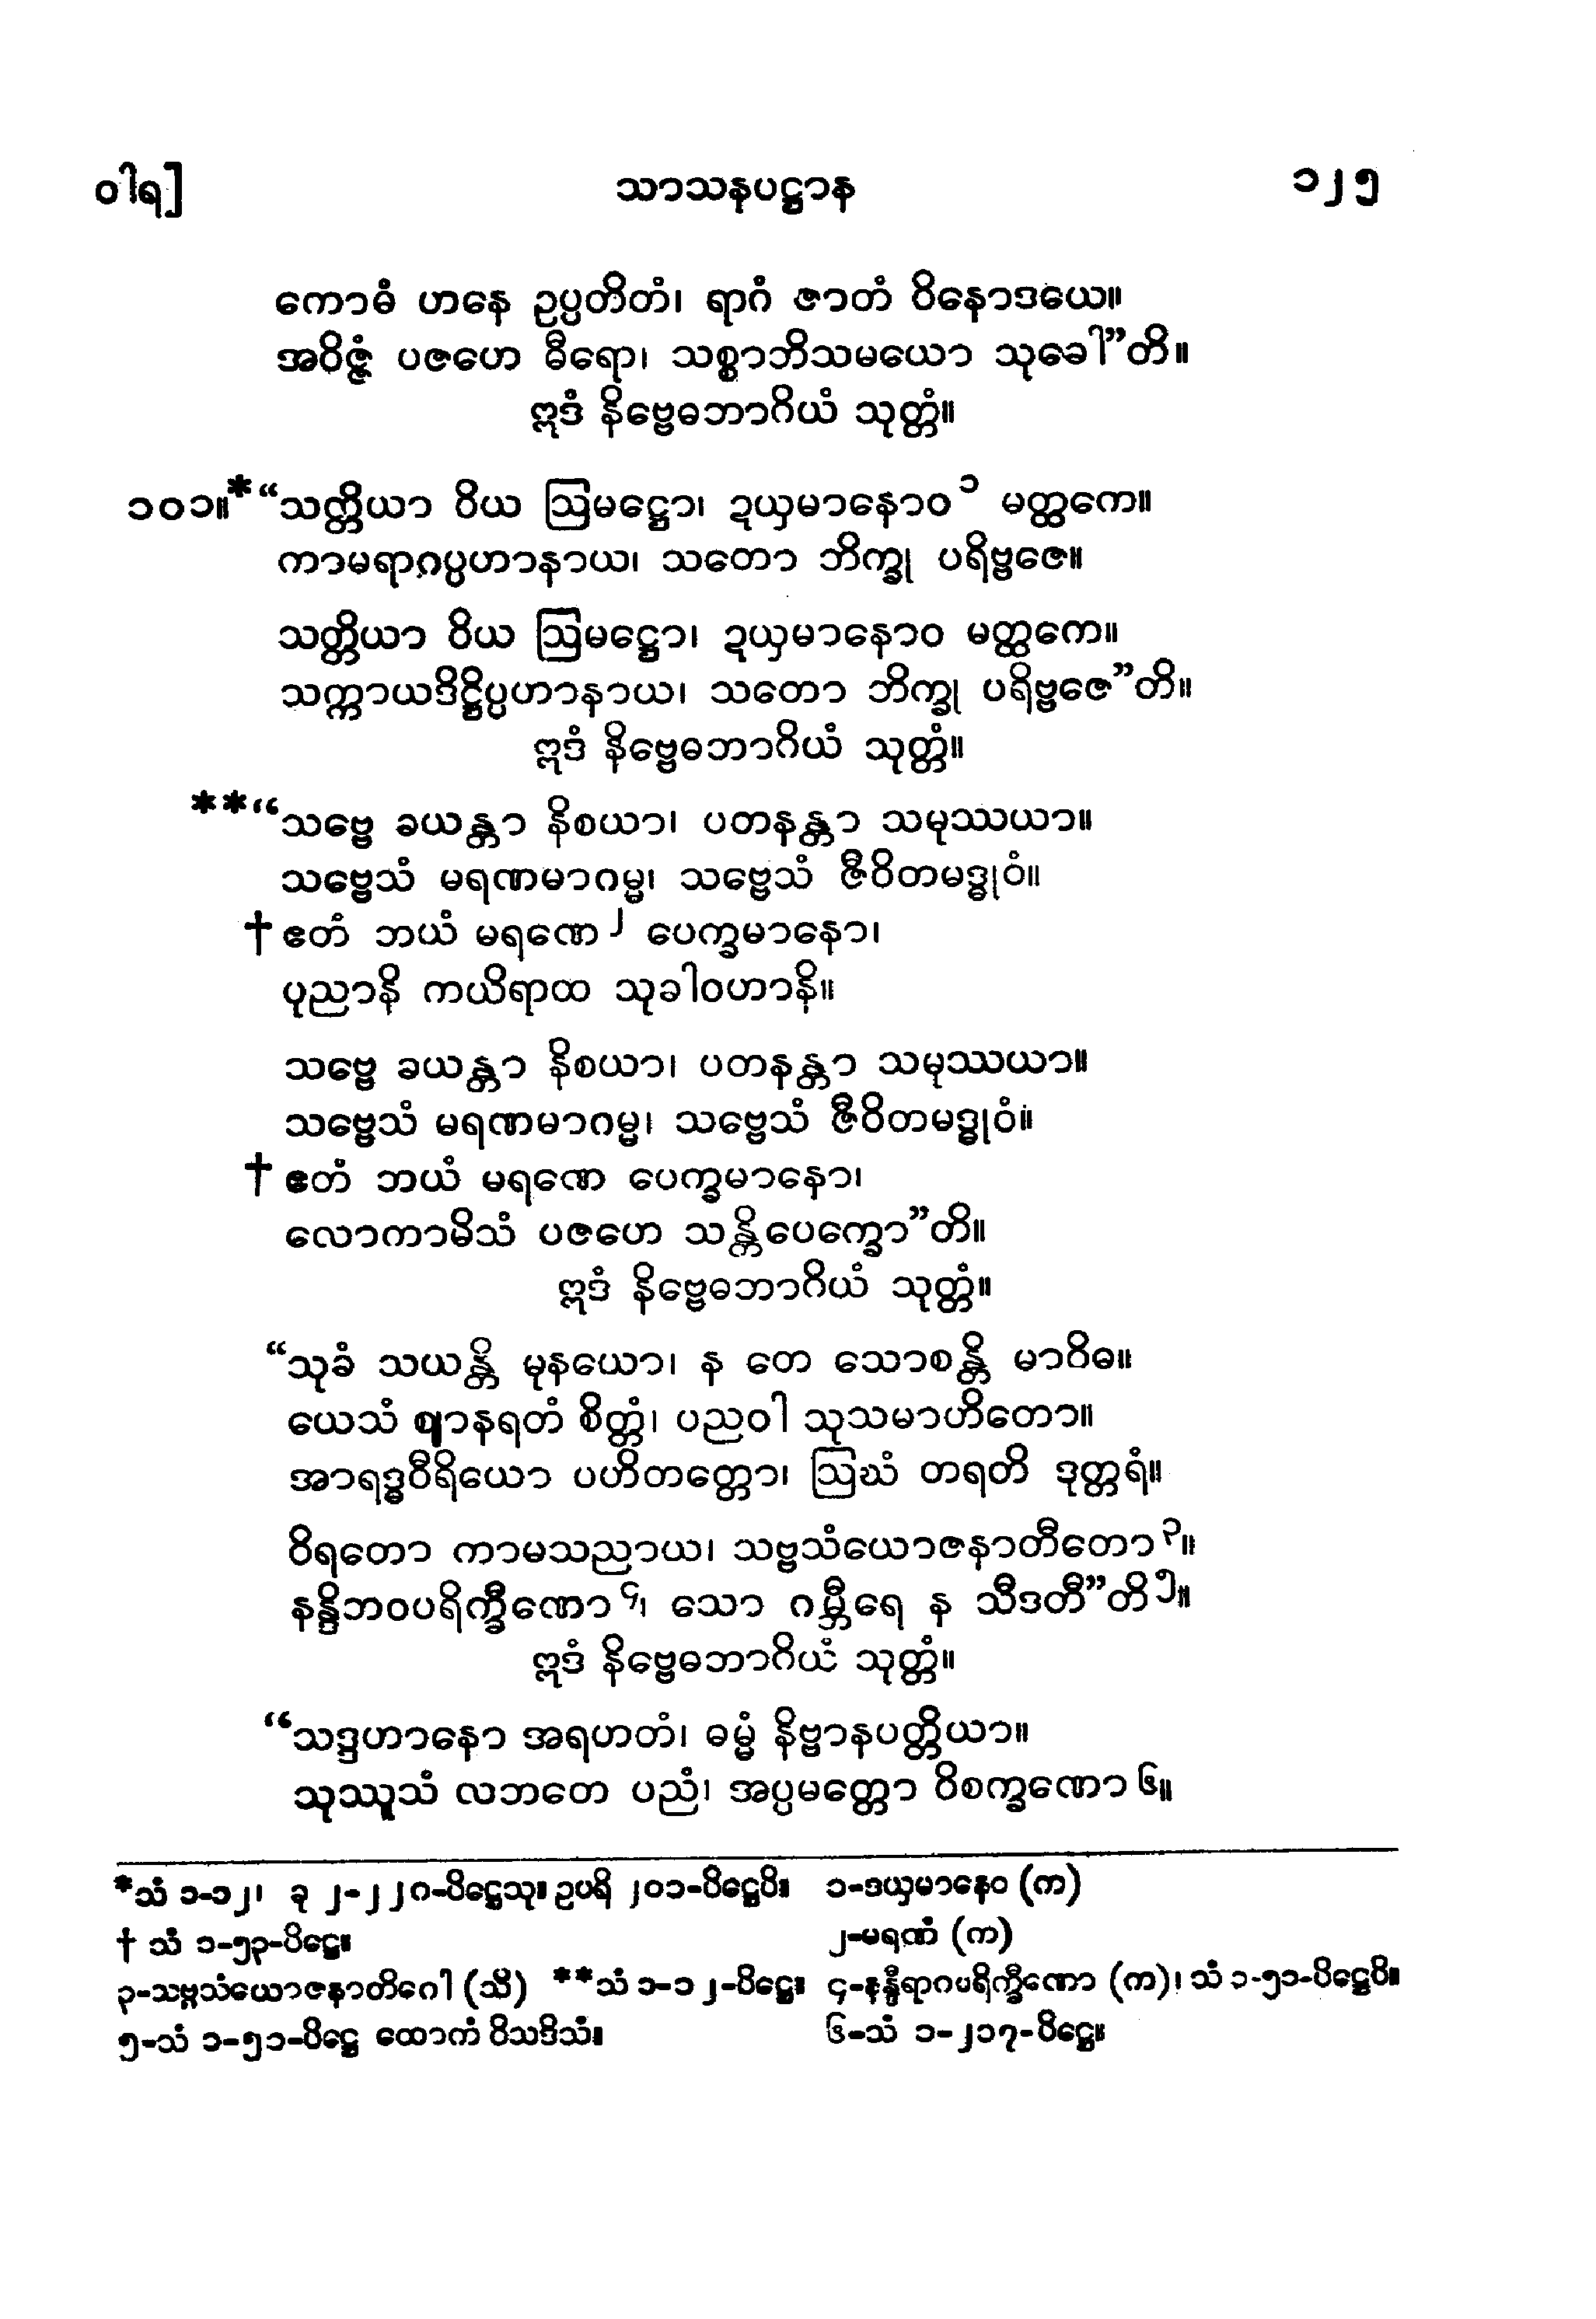 ဝါရ] သာသနပဋ္ဌာန ၁၂၅
ကောဓံ ဟနေ ဥပ္ပတိတံ၊ ရာဂံ ဇာတံ ဝိနောဒယေ။
အဝိဇ္ဇံ ပဇဟေ ဓီရော၊ သစ္စာဘိသမယော သုခေါ”တိ။
ဣဒံ နိဗ္ဗေဓဘာဂိယံ သုတ္တံ။
၁၀၁။* “သတ္တိယာ ဝိယ ဩမဋ္ဌော၊ ဍယှမာနောဝ ၁ မတ္ထကေ။
ကာမရာဂပ္ပဟာနာယ၊ သတော ဘိက္ခု ပရိဗ္ဗဇေ။
သတ္တိယာ ဝိယ ဩမဋ္ဌော၊ ဍယှမာနောဝ မတ္ထကေ။
သက္ကာယဒိဋ္ဌိပ္ပဟာနာယ၊ သတော ဘိက္ခု ပရိဗ္ဗဇေ”တိ။
ဣဒံ နိဗ္ဗေဓဘာဂိယံ သုတ္တံ။
**“သဗ္ဗေ ခယန္တာ နိစယာ၊ ပတနန္တာ သမုဿယာ။
သဗ္ဗေသံ မရဏမာဂမ္မ၊ သဗ္ဗေသံ ဇီဝိတမဒ္ဓုဝံ။
† ဧတံ ဘယံ မရဏေ ၂ ပေက္ခမာနော၊
ပုညာနိ ကယိရာထ သုခါဝဟာနိ။
သဗ္ဗေ ခယန္တာ နိစယာ၊ ပတနန္တာ သမုဿယာ။
သဗ္ဗေသံ မရဏမာဂမ္မ၊ သဗ္ဗေသံ ဇီဝိတမဒ္ဓုဝံ။
† ဧတံ ဘယံ မရဏေ ပေက္ခမာနော၊
လောကာမိသံ ပဇဟေ သန္တိပေက္ခော”တိ။
ဣဒံ နိဗ္ဗေဓဘာဂိယံ သုတ္တံ။
“သုခံ သယန္တိ မုနယော၊ န တေ သောစန္တိ မာဝိဓ။
ယေသံ ဈာနရတံ စိတ္တံ၊ ပညဝါ သုသမာဟိတော။
အာရဒ္ဓဝီရိယော ပဟိတတ္တော၊ ဩဃံ တရတိ ဒုတ္တရံ။
ဝိရတော ကာမသညာယ၊ သဗ္ဗသံယောဇနာတီတော ၃။
နန္ဒိဘဝပရိက္ခီဏော ၄၊ သော ဂမ္ဘီရေ န သီဒတီ”တိ ၅။
ဣဒံ နိဗ္ဗေဓဘာဂိယံ သုတ္တံ။
“သဒ္ဒဟာနော အရဟတံ၊ ဓမ္မံ နိဗ္ဗာနပတ္တိယာ။
သုဿူသံ လဘတေ ပညံ၊ အပ္ပမတ္တော ဝိစက္ခဏော ၆။
*သံ ၁-၁၂၊ ခု ၂-၂၂၈-ပိဋ္ဌေသု။ ဥပရိ ၂၀၁-ပိဋ္ဌေပိ။ ၁-ဒယှမာနေဝ (က)
† သံ ၁-၅၃-ပိဋ္ဌေ။ ၂-မရဏံ (က)
၃-သဗ္ဗသံယောဇနာတိဂေါ (သီ) **သံ ၁-၁၂-ပိဋ္ဌေ။ ၄-နန္ဒီရာဂပရိက္ခီဏော (က)၊ သံ ၁-၅၁-ပိဋ္ဌေပိ။
၅-သံ ၁-၅၁-ပိဋ္ဌေ ထောကံ ဝိသဒိသံ။ ၆-သံ ၁-၂၁၇-ပိဋ္ဌေ။